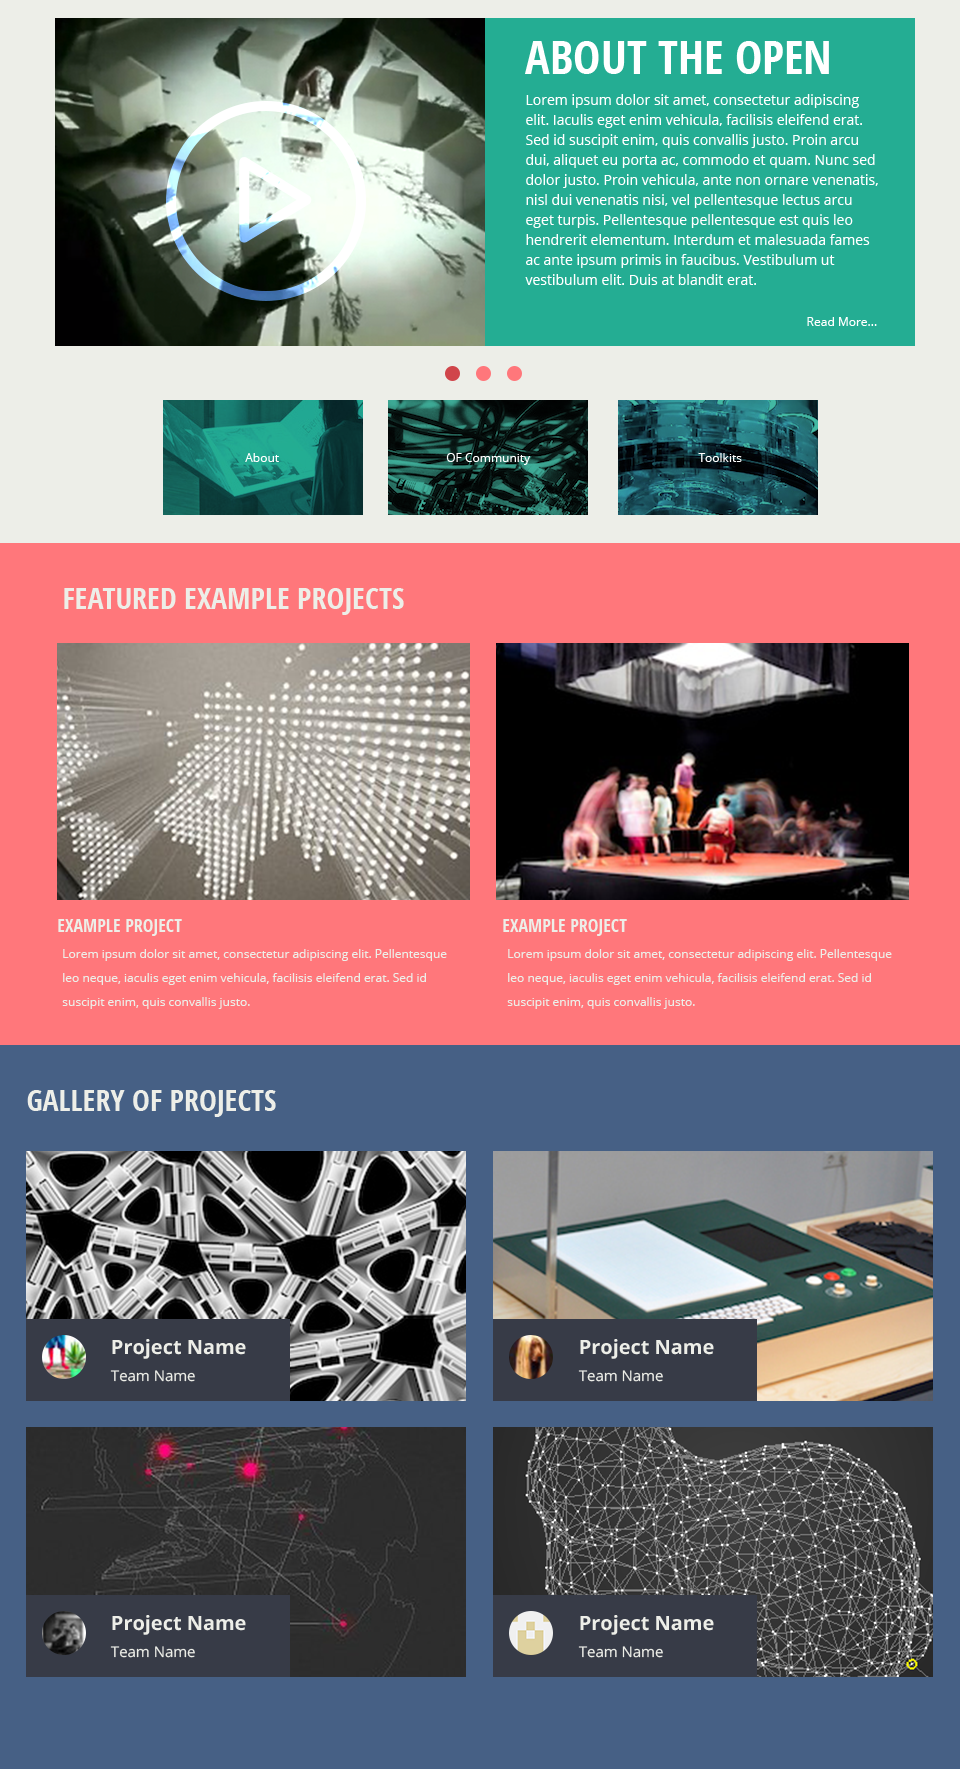 ABOUT THE OPEN
Lorem ipsum dolor sit amet, consectetur adipiscing
elit. Iaculis eget enim vehicula, facilisis eleifend erat.
Sed id suscipit enim, quis convallis justo. Proin arcu
dui, aliquet eu porta ac, commodo et quam. Nunc sed
dolor justo. Proin vehicula, ante non ornare venenatis,
nisl dui venenatis nisi, vel pellentesque lectus arcu
eget turpis. Pellentesque pellentesque est quis leo
hendrerit elementum. Interdum et malesuada fames
ac ante ipsum primis in faucibus. Vestibulum ut
vestibulum elit. Duis at blandit erat.
Read More...
About
OF Community
Toolkits
FEATURED EXAMPLE PROJECTS
EXAMPLE PROJECT
Lorem ipsum dolor sit amet, consectetur adipiscing elit. Pellentesque
leo neque, iaculis eget enim vehicula, facilisis eleifend erat. Sed id
suscipit enim, quis convallis justo.
EXAMPLE PROJECT
Lorem ipsum dolor sit amet, consectetur adipiscing elit. Pellentesque
leo neque, iaculis eget enim vehicula, facilisis eleifend erat. Sed id
suscipit enim, quis convallis justo.
GALLERY OF PROJECTS
Project Name
Team Name
Project Name
Team Name
Project Name
Team Name
Project Name
Team Name